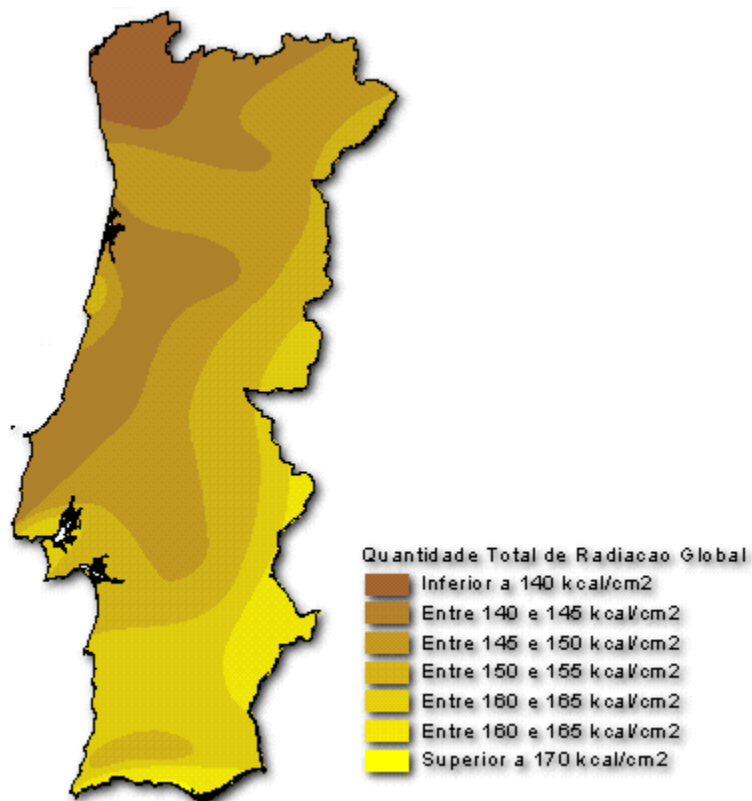 Quantidade Total de Radiacao Global
Inferior a 140 kcal/cm2
Entre 140 e 145 kcal/cm2
Entre 145 e 150 kcal/cm2
Entre 150 e 155 kcal/cm2
Entre 160 e 165 kcal/cm2
Entre 160 e 165 kcal/cm2
Superior a 170 kcal/cm2